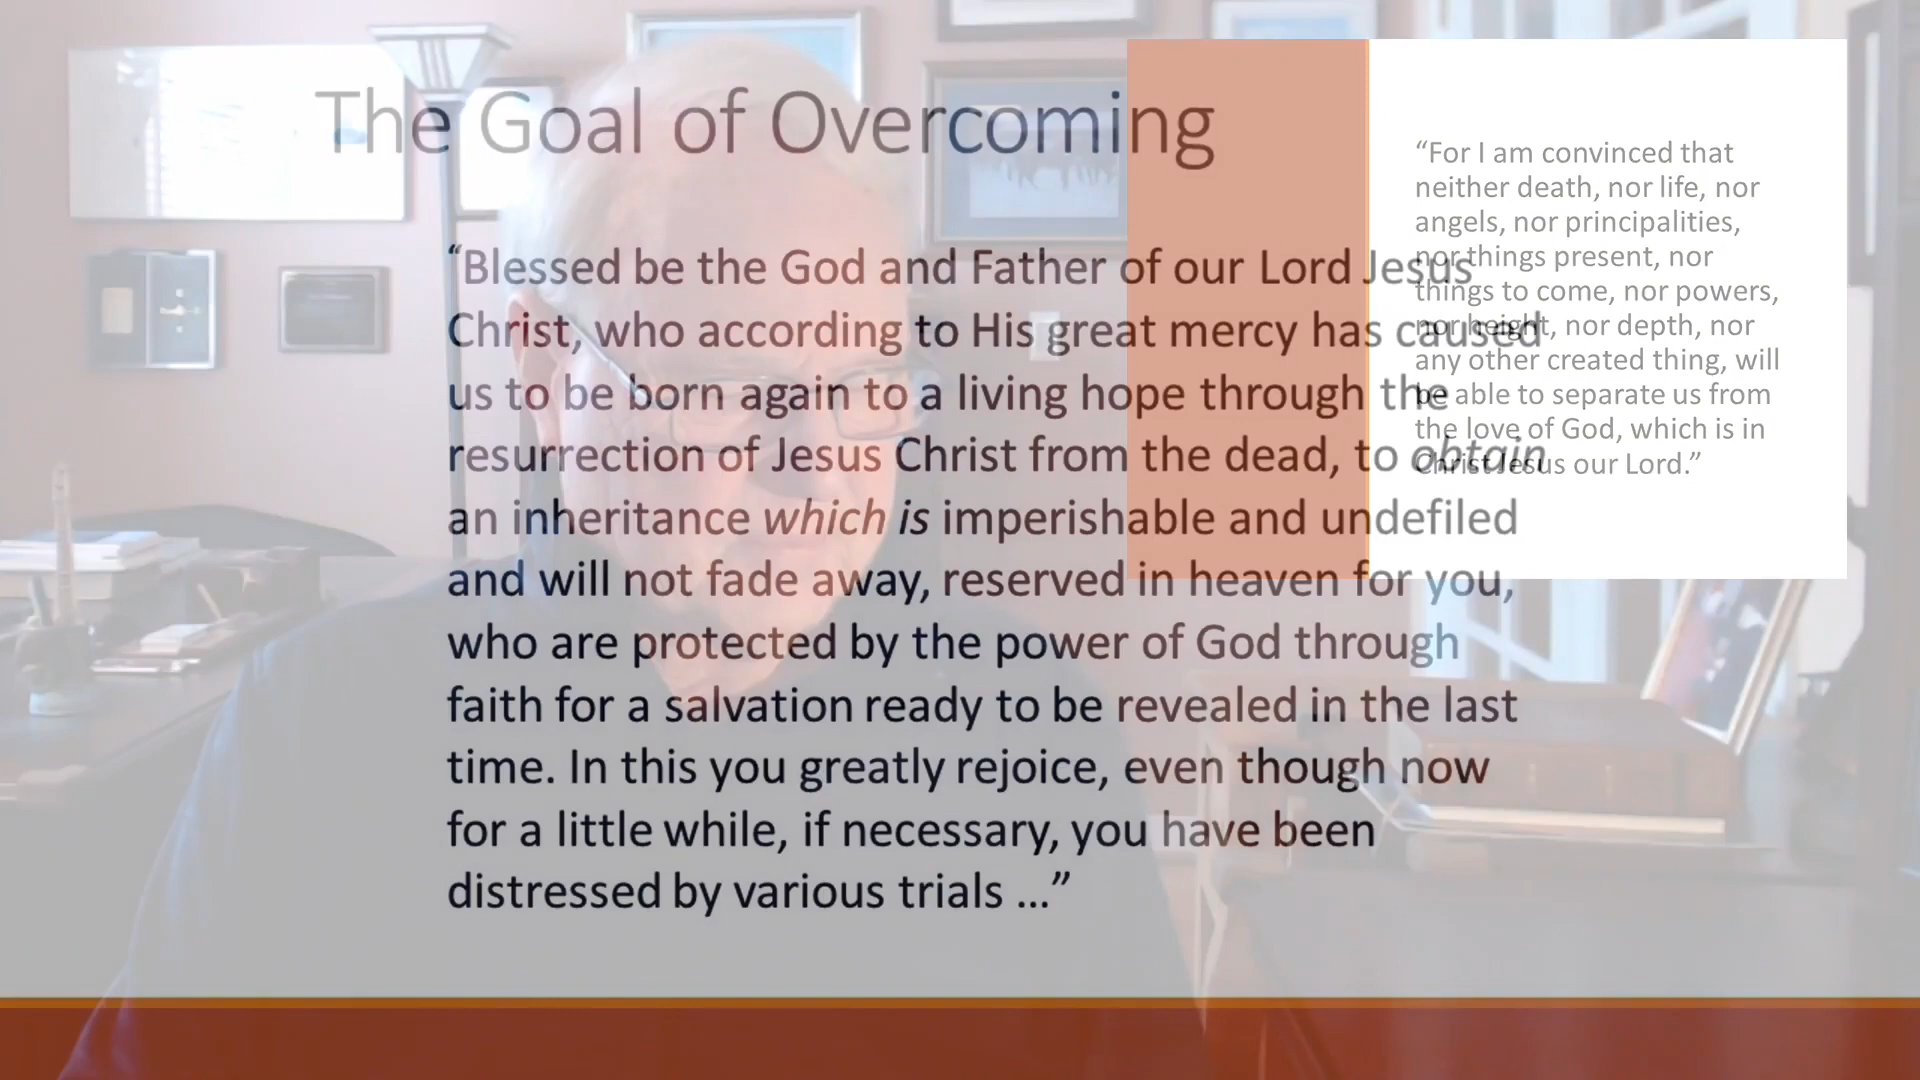 The Goal of Overcoming
“Blessed be the God and Father of our Lord Jesus
Christ, who according to His great mercy has caused
us to be born again to a living hope through the
resurrection of Jesus Christ from the dead, to obtain
an inheritance which is imperishable and undefiled
and will not fade away, reserved in heaven for you,
who are protected by the power of God through
faith for a salvation ready to be revealed in the last
time. In this you greatly rejoice, even though now
for a little while, if necessary, you have been
distressed by various trials ...”
“For I am convinced that
neither death, nor life, nor
angels, nor principalities,
nor things present, nor
things to come, nor powers,
nor height, nor depth, nor
any other created thing, will
be able to separate us from
the love of God, which is in
Christ Jesus our Lord.”